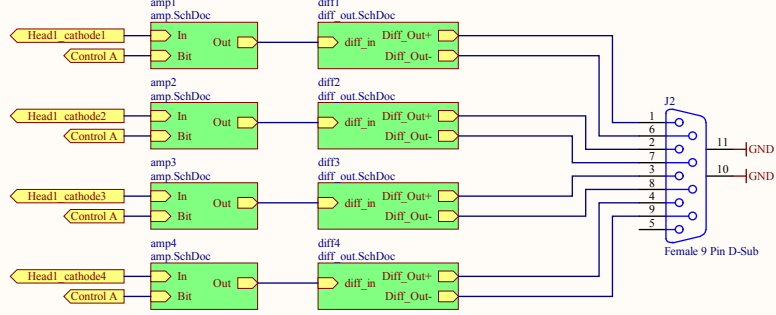 amp1
amp.SchDoc
diff1
diff_out.SchDoc
Head1_cathode1
In
Out
diff_in
Diff_Out+
Control A
Bit
Diff_Out-
amp2
amp.SchDoc
diff2
diff_out.SchDoc
Head1_cathode2
In
Out
diff_in
Diff_Out+
Control A
Bit
Diff_Out-
amp3
amp.SchDoc
diff3
diff_out.SchDoc
Head1_cathode3
In
Out
diff_in
Diff_Out+
Control A
Bit
Diff_Out-
amp4
amp.SchDoc
diff4
diff_out.SchDoc
Head1_cathode4
In
Out
diff_in
Diff_Out+
Control A
Bit
Diff_Out-
J2
1
6
2
7
3
8
4
9
5
11
GND
10
GND
Female 9 Pin D-Sub